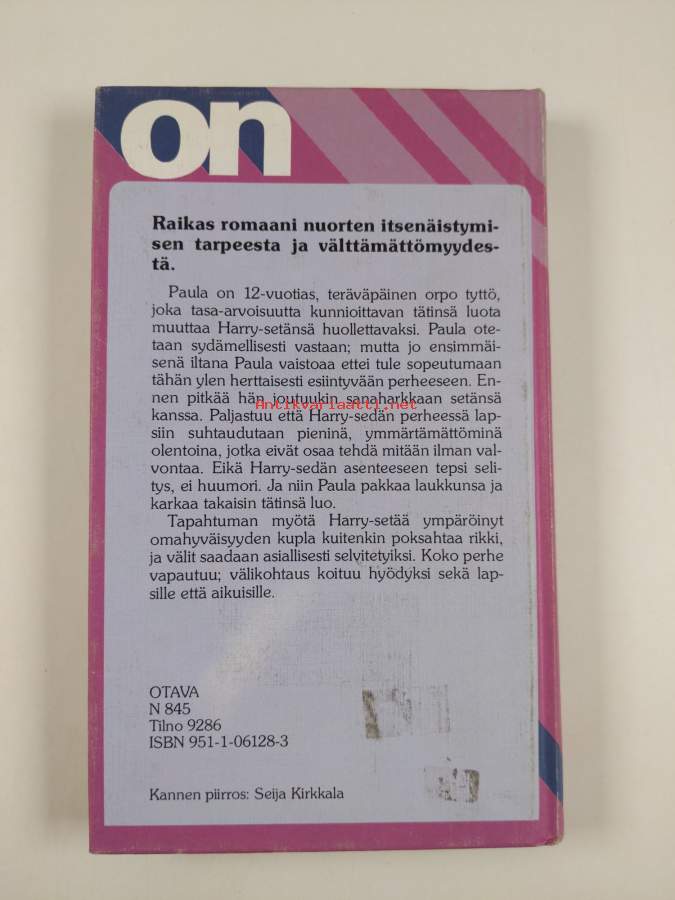 on
Raikas romaani nuorten itsenäistymi-
sen tarpeesta ja välttämättömyydes-
tä.
Paula on 12-vuotias, teräväpäinen orpo tyttö,
joka tasa-arvoisuutta kunnioittavan tätinsä luota
muuttaa Harry-setänsä huollettavaksi. Paula ote-
taan sydämellisesti vastaan; mutta jo ensimmäi-
senä iltana Paula vaistoaa ettei tule sopeutumaan
tähän ylen herttaisesti esiintyvään perheeseen. En-
nen pitkää hän joutuukin sanaharkkaan setänsä
Antikvariaatti.net
kanssa. Paljastuu että Harry-sedän perheessä lap-
siin suhtaudutaan pieninä, ymmärtämättöminä
olentoina, jotka eivät osaa tehdä mitään ilman val-
vontaa. Eikä Harry-sedän asenteeseen tepsi seli-
tys, ei huumori. Ja niin Paula pakkaa laukkunsa ja
karkaa takaisin tätinsä luo.
Tapahtuman myötä Harry-setää ympäröinyt
omahyväisyyden kupla kuitenkin poksahtaa rikki,
ja välit saadaan asiallisesti selvitetyiksi. Koko perhe
vapautuu; välikohtaus koituu hyödyksi sekä lap-
sille että aikuisille.
OTAVA
N 845
Tilno 9286
ISBN 951-1-06128-3
Kannen piirros: Seija Kirkkala